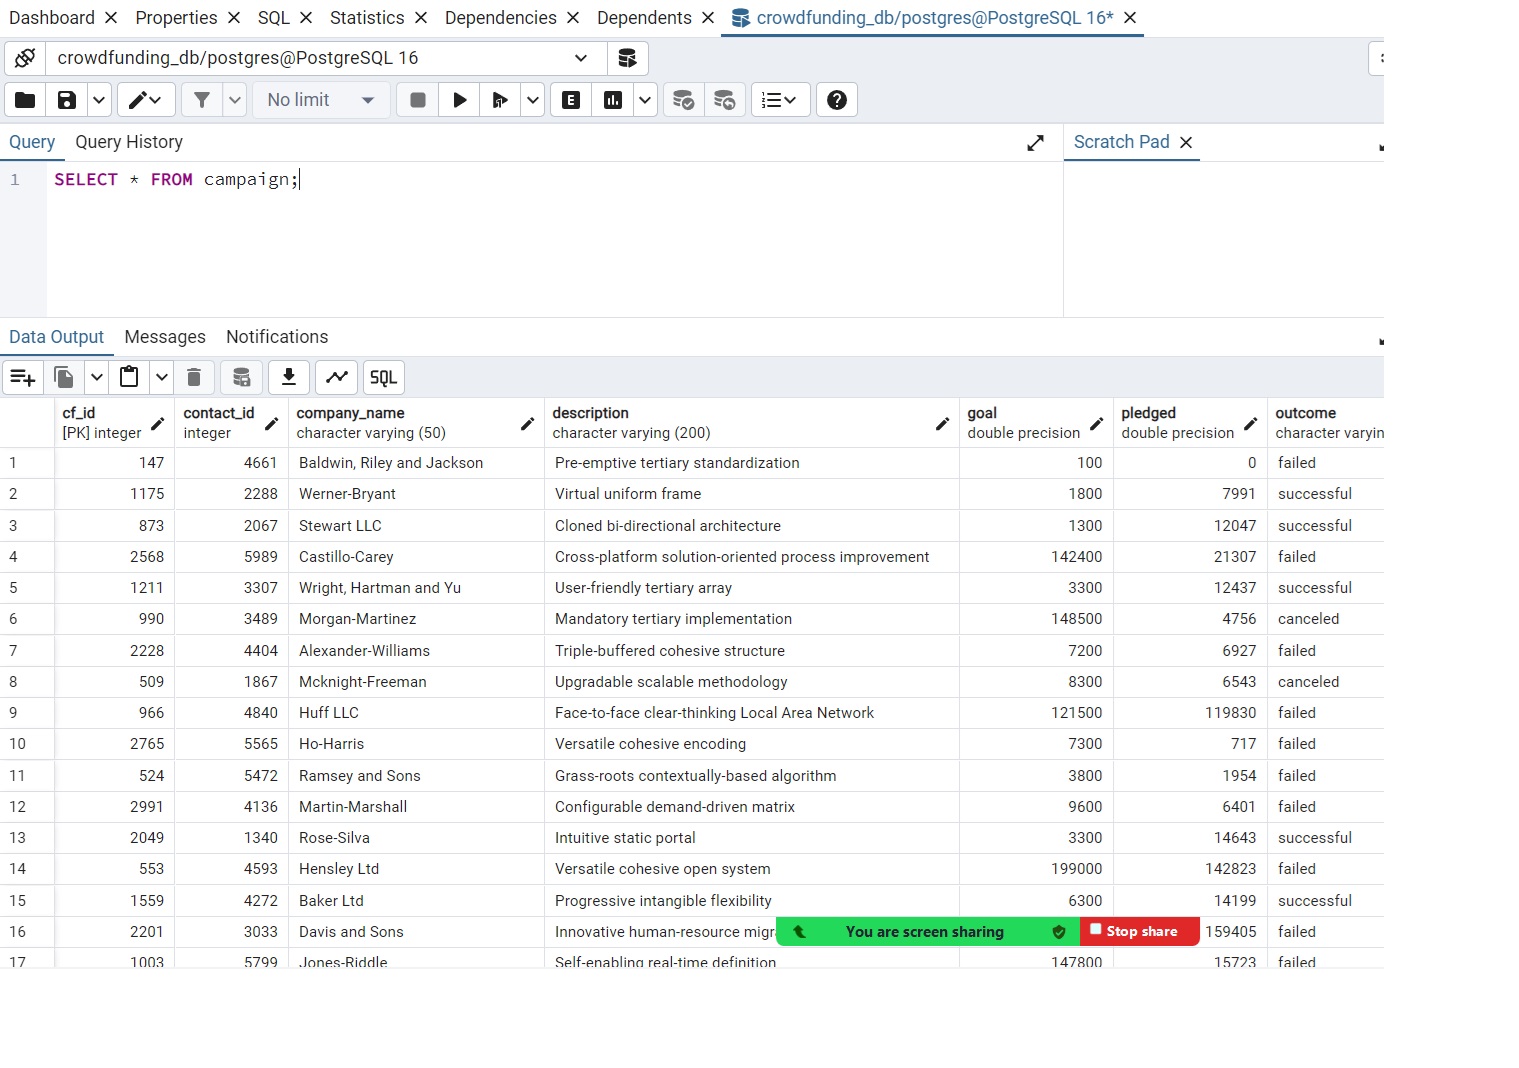 Dashboard Properties SQL Statistics Dependencies Dependents crowdfunding_db/postgres@PostgreSQL 16*
crowdfunding_db/postgres@PostgreSQL 16
No limit E
Query Query History Scratch Pad
1 SELECT * FROM campaign;
Data Output Messages Notifications
SQL
cf_id contact_id company_name description goal pledged outcome
[PK] integer integer character varying (50) character varying (200) double precision double precision character varyin
1 147 4661 Baldwin, Riley and Jackson Pre-emptive tertiary standardization 100 0 failed
2 1175 2288 Werner-Bryant Virtual uniform frame 1800 7991 successful
3 873 2067 Stewart LLC Cloned bi-directional architecture 1300 12047 successful
4 2568 5989 Castillo-Carey Cross-platform solution-oriented process improvement 142400 21307 failed
5 1211 3307 Wright, Hartman and Yu User-friendly tertiary array 3300 12437 successful
6 990 3489 Morgan-Martinez Mandatory tertiary implementation 148500 4756 canceled
7 2228 4404 Alexander-Williams Triple-buffered cohesive structure 7200 6927 failed
8 509 1867 Mcknight-Freeman Upgradable scalable methodology 8300 6543 canceled
9 966 4840 Huff LLC Face-to-face clear-thinking Local Area Network 121500 119830 failed
10 2765 5565 Ho-Harris Versatile cohesive encoding 7300 717 failed
11 524 5472 Ramsey and Sons Grass-roots contextually-based algorithm 3800 1954 failed
12 2991 4136 Martin-Marshall Configurable demand-driven matrix 9600 6401 failed
13 2049 1340 Rose-Silva Intuitive static portal 3300 14643 successful
14 553 4593 Hensley Ltd Versatile cohesive open system 199000 142823 failed
15 1559 4272 Baker Ltd Progressive intangible flexibility 6300 14199 successful
16 2201 3033 Davis and Sons Innovative human-resource migr You are screen sharing Stop share 159405 failed
17 1003 5799 Jones-Riddle Self-enabling real-time definition 147800 15723 failed